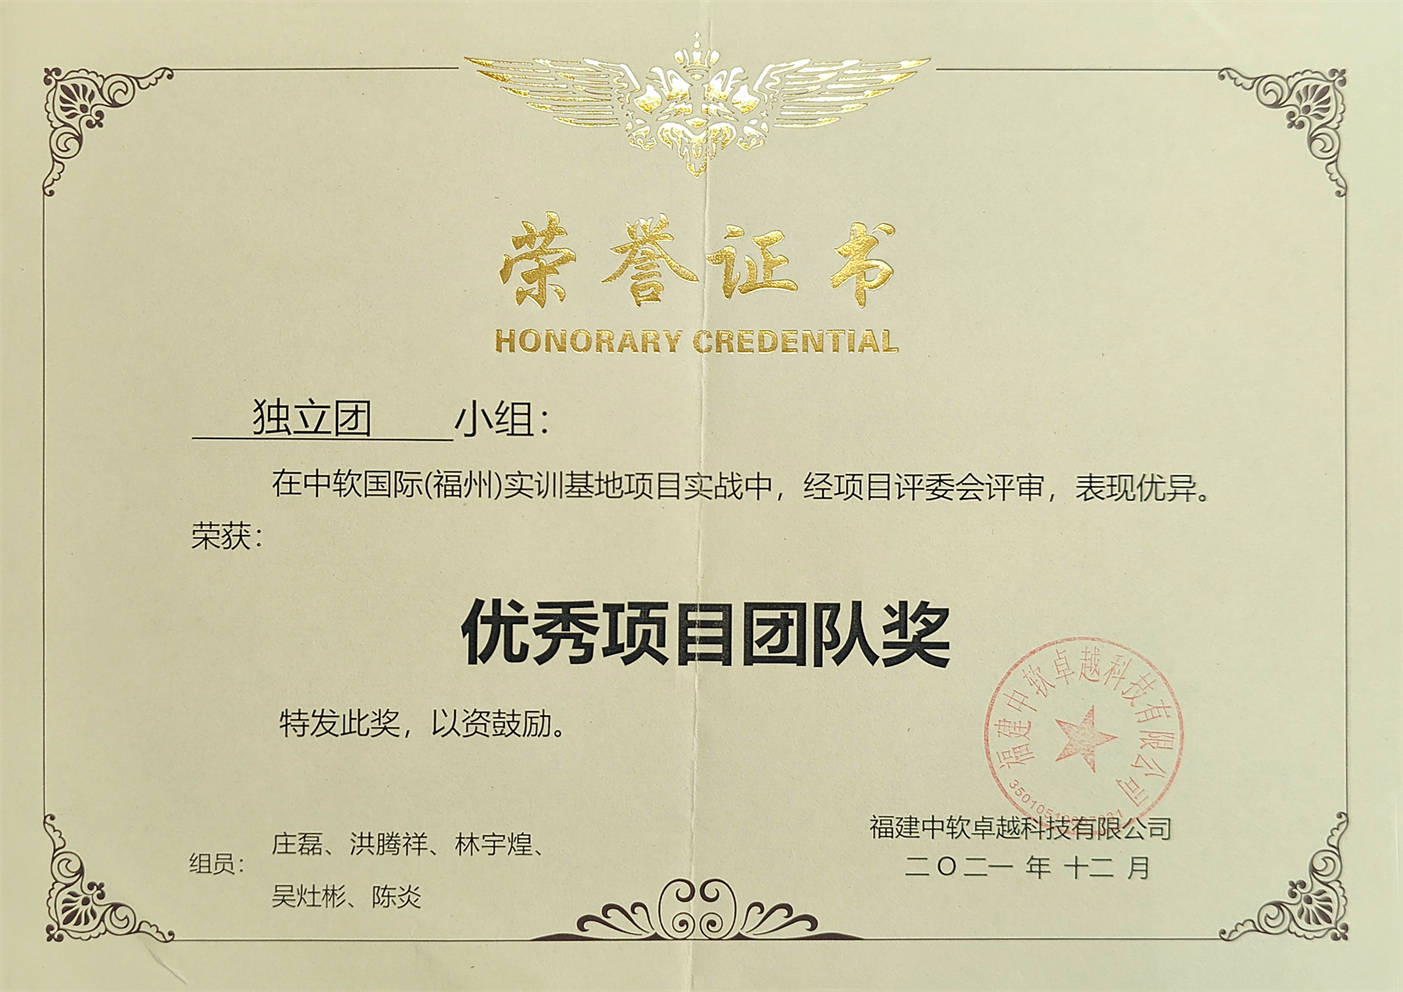 荣誉证书
HONORARY CREDENTIAL
独立团 小组：
在中软国际(福州)实训基地项目实战中，经项目评委会评审，表现优异。
荣获：
优秀项目团队奖
特发此奖，以资鼓励。
福建中软卓越科技有限公司
组员：
庄磊、洪腾祥、林宇煌、
吴灶彬、陈炎
福建中软卓越科技有限公司
二〇二一年十二月